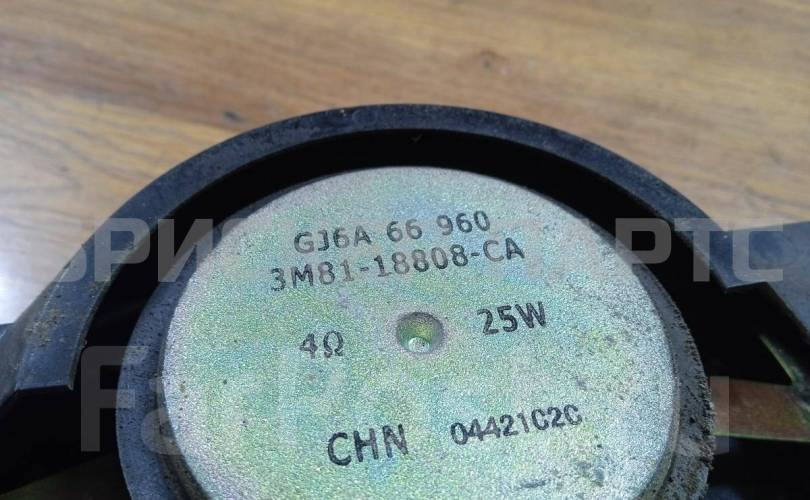 GJ6A 66 960
3M81-18808-CA
4Ω 25W
CHN 04421C2C